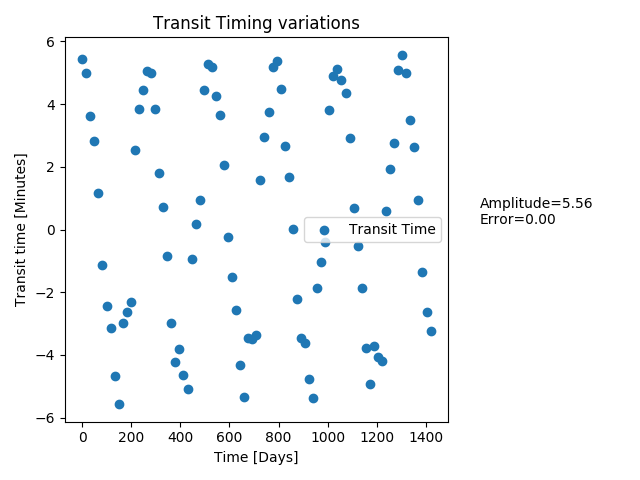 Transit Timing variations
Transit time [Minutes]
6
4
2
0
−2
−4
−6
Transit Time
Amplitude=5.56
Error=0.00
0
200
400
600
800
1000
1200
1400
Time [Days]